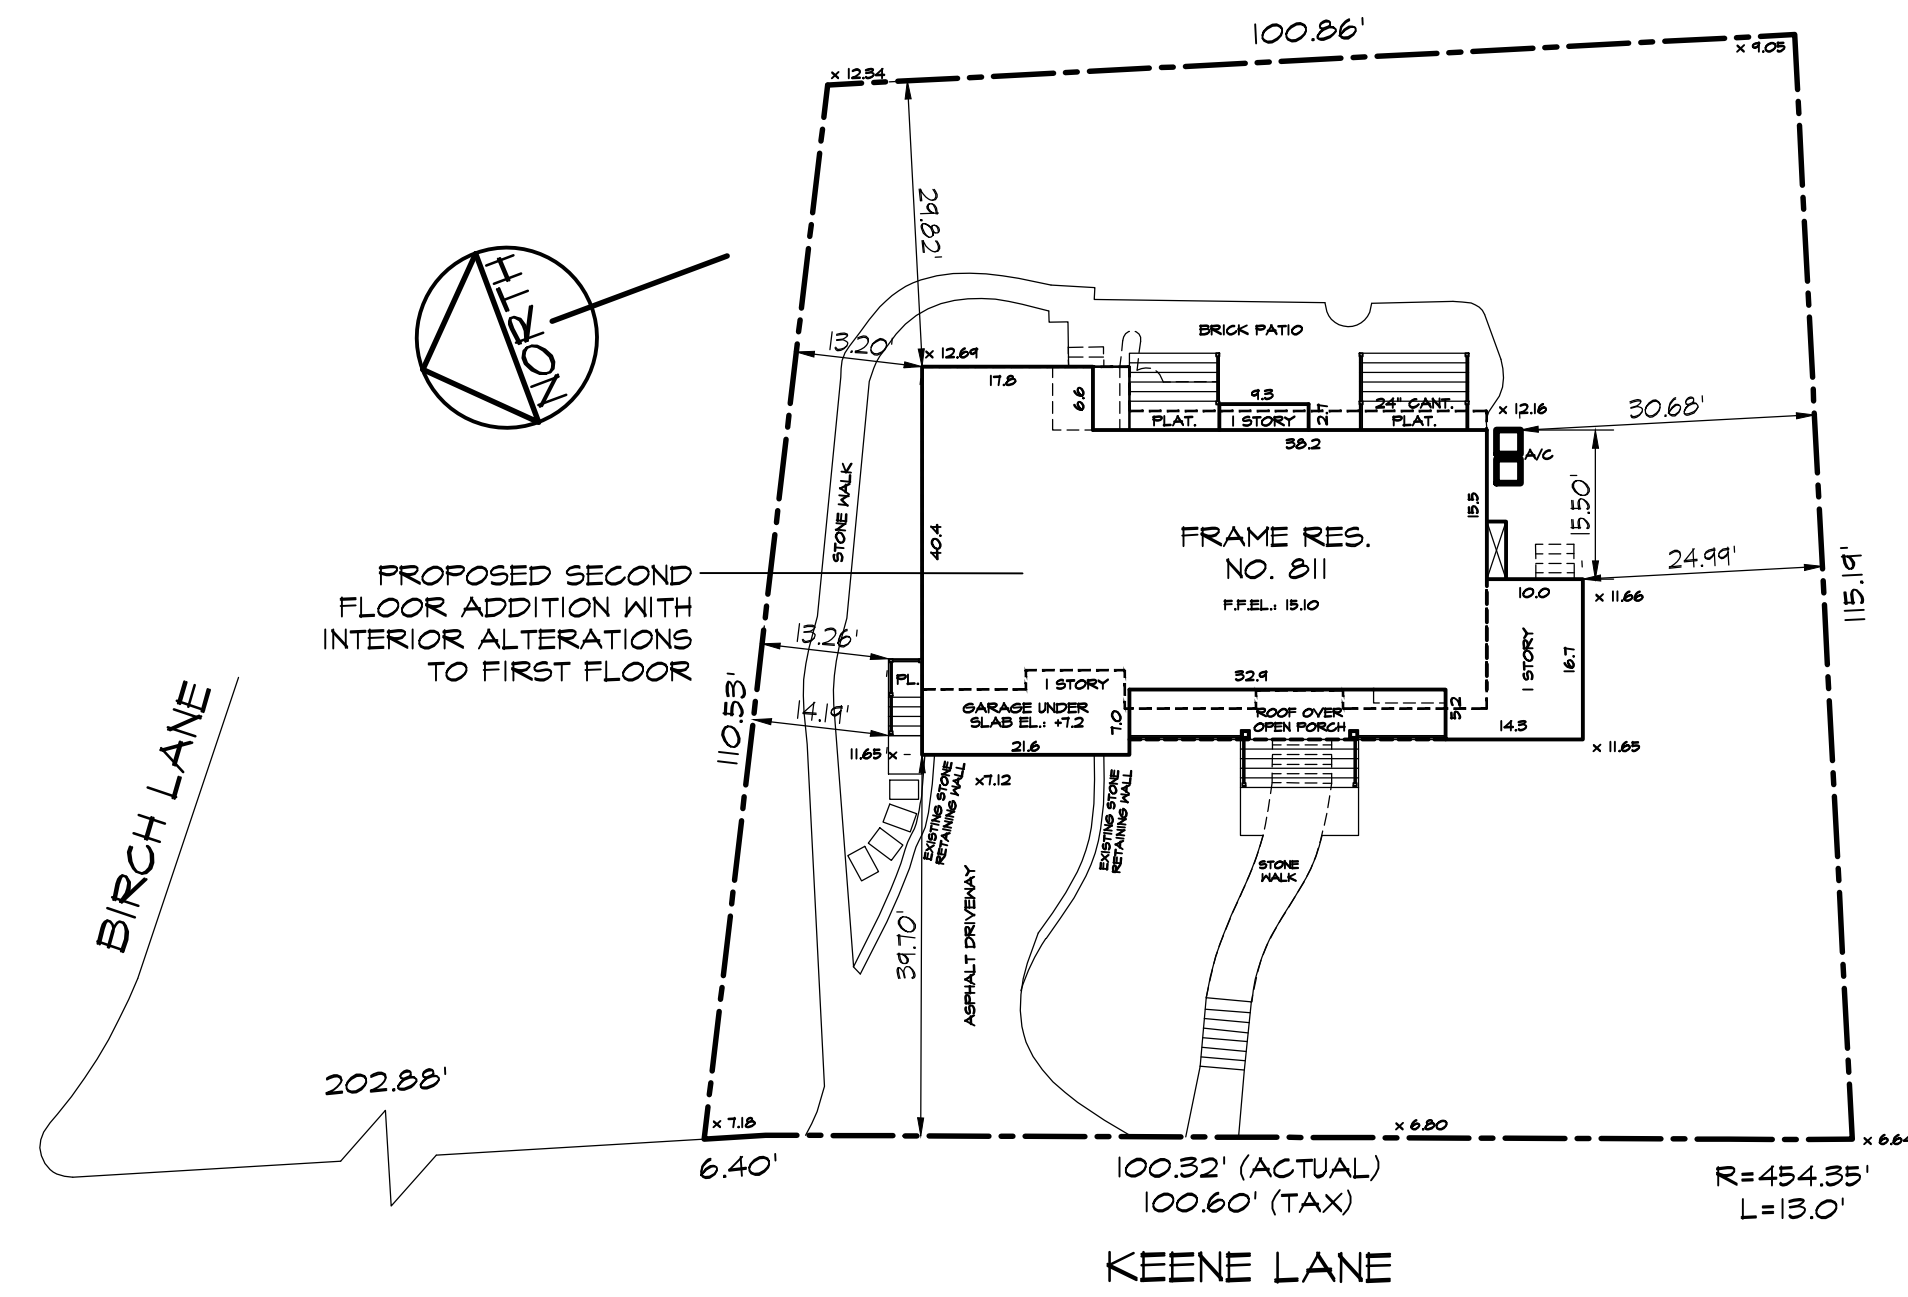 100.86'
x 12.34
x 9.05
29.82'
NORTH
BRICK PATIO
13.20'
x 12.69
17.8
6.6
9.3
2.7
24" CANT.
PLAT.
1 STORY
PLAT.
x 12.16
30.68'
38.2
A/C
STONE WALK
40.4
15.5
15.50'
FRAME RES.
NO. 811
F.F.EL.: 15.10
24.99'
115.19'
10.0
x 11.66
PROPOSED SECOND
FLOOR ADDITION WITH
INTERIOR ALTERATIONS
TO FIRST FLOOR
13.26'
PL.
1 STORY
32.9
1 STORY
16.7
110.53'
14.19'
GARAGE UNDER
SLAB EL.: +7.2
7.0
ROOF OVER
OPEN PORCH
5.2
14.3
11.65 x
21.6
x 11.65
x7.12
EXISTING STONE
RETAINING WALL
EXISTING STONE
RETAINING WALL
BIRCH LANE
STONE
WALK
39.70'
ASPHALT DRIVEWAY
202.88'
x 7.18
x 6.80
x 6.64
6.40'
100.32' (ACTUAL)
100.60' (TAX)
R=454.35'
L=13.0'
KEENE LANE